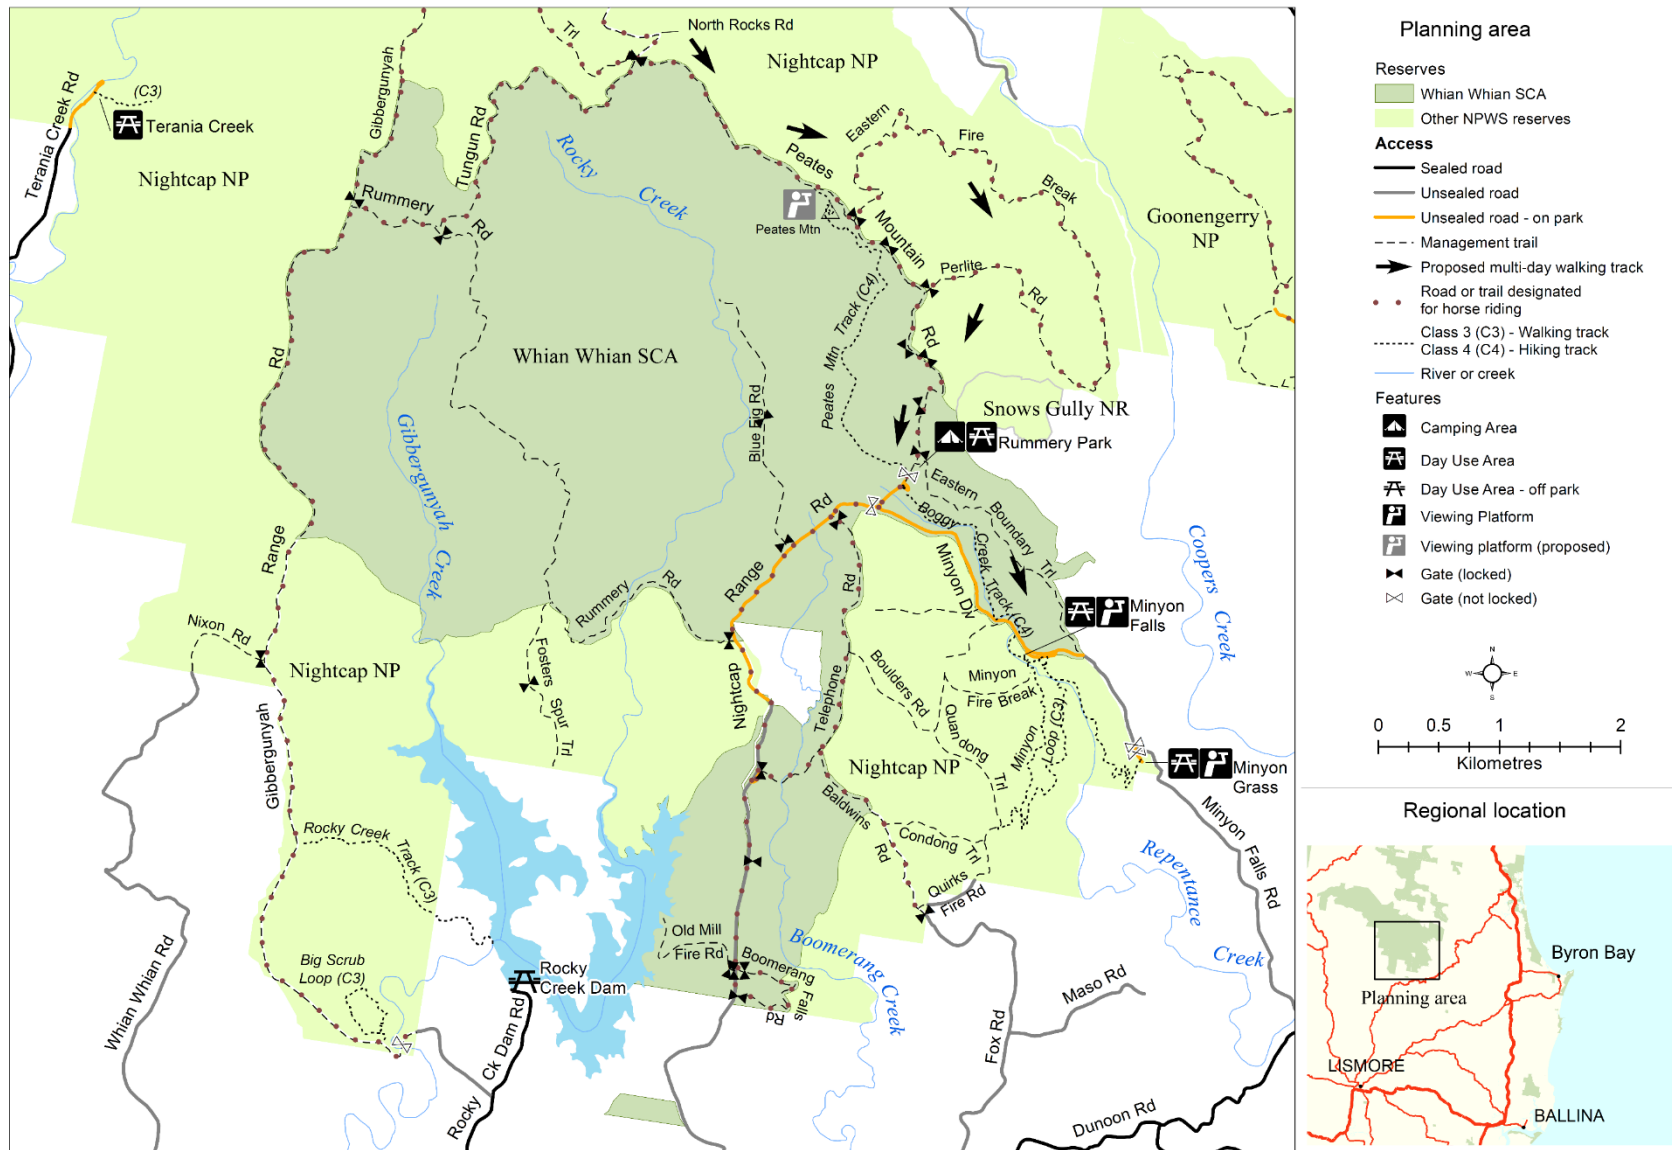 North Rocks Rd
Trl
Nightcap NP
Gibbergunyah
Terania Creek Rd
(C3)
Terania Creek
Nightcap NP
Tungun Rd
Rocky
Creek
Eastern
Fire
Break
Peates
Mountain
Rd
Peates Mtn
Goonengerry
NP
Rummery
Rd
Perlite
Rd
Peates Mtn Track (C4)
Whian Whian SCA
Rd
Range
Gibbergunyah
Gibbergunyah
Creek
Blue Fig Rd
Snows Gully NR
Rummery Park
Eastern
Boundary
Trl
Boggy
Creek Track (C4)
Minyon Dv
Coopers
Creek
Rd
Range
Nightcap
Rummery
Rd
Minyon
Falls
Nixon Rd
Nightcap NP
Fosters
Spur
Trl
Telephone
Rd
Boulders Rd
Minyon
Fire Break
Quandong
Trl
Minyon
Loop (C3)
Nightcap NP
Minyon
Grass
Minyon Falls Rd
Baldwins
Rd
Condong
Trl
Quirks
Fire Rd
Rocky Creek
Track (C3)
Repentance
Creek
Old Mill
Fire Rd
Boomerang
Falls
Rd
Boomerang
Creek
Big Scrub
Loop (C3)
Rocky
Creek Dam
Whian Whian Rd
Rocky Ck Dam Rd
Maso Rd
Fox Rd
Dunoon Rd
Planning area
Reserves
Whian Whian SCA
Other NPWS reserves
Access
Sealed road
Unsealed road
Unsealed road - on park
Management trail
Proposed multi-day walking track
Road or trail designated
for horse riding
Class 3 (C3) - Walking track
Class 4 (C4) - Hiking track
River or creek
Features
Camping Area
Day Use Area
Day Use Area - off park
Viewing Platform
Viewing platform (proposed)
Gate (locked)
Gate (not locked)
N
W E
S
0 0.5 1 2
Kilometres
Regional location
Byron Bay
Planning area
LISMORE
BALLINA